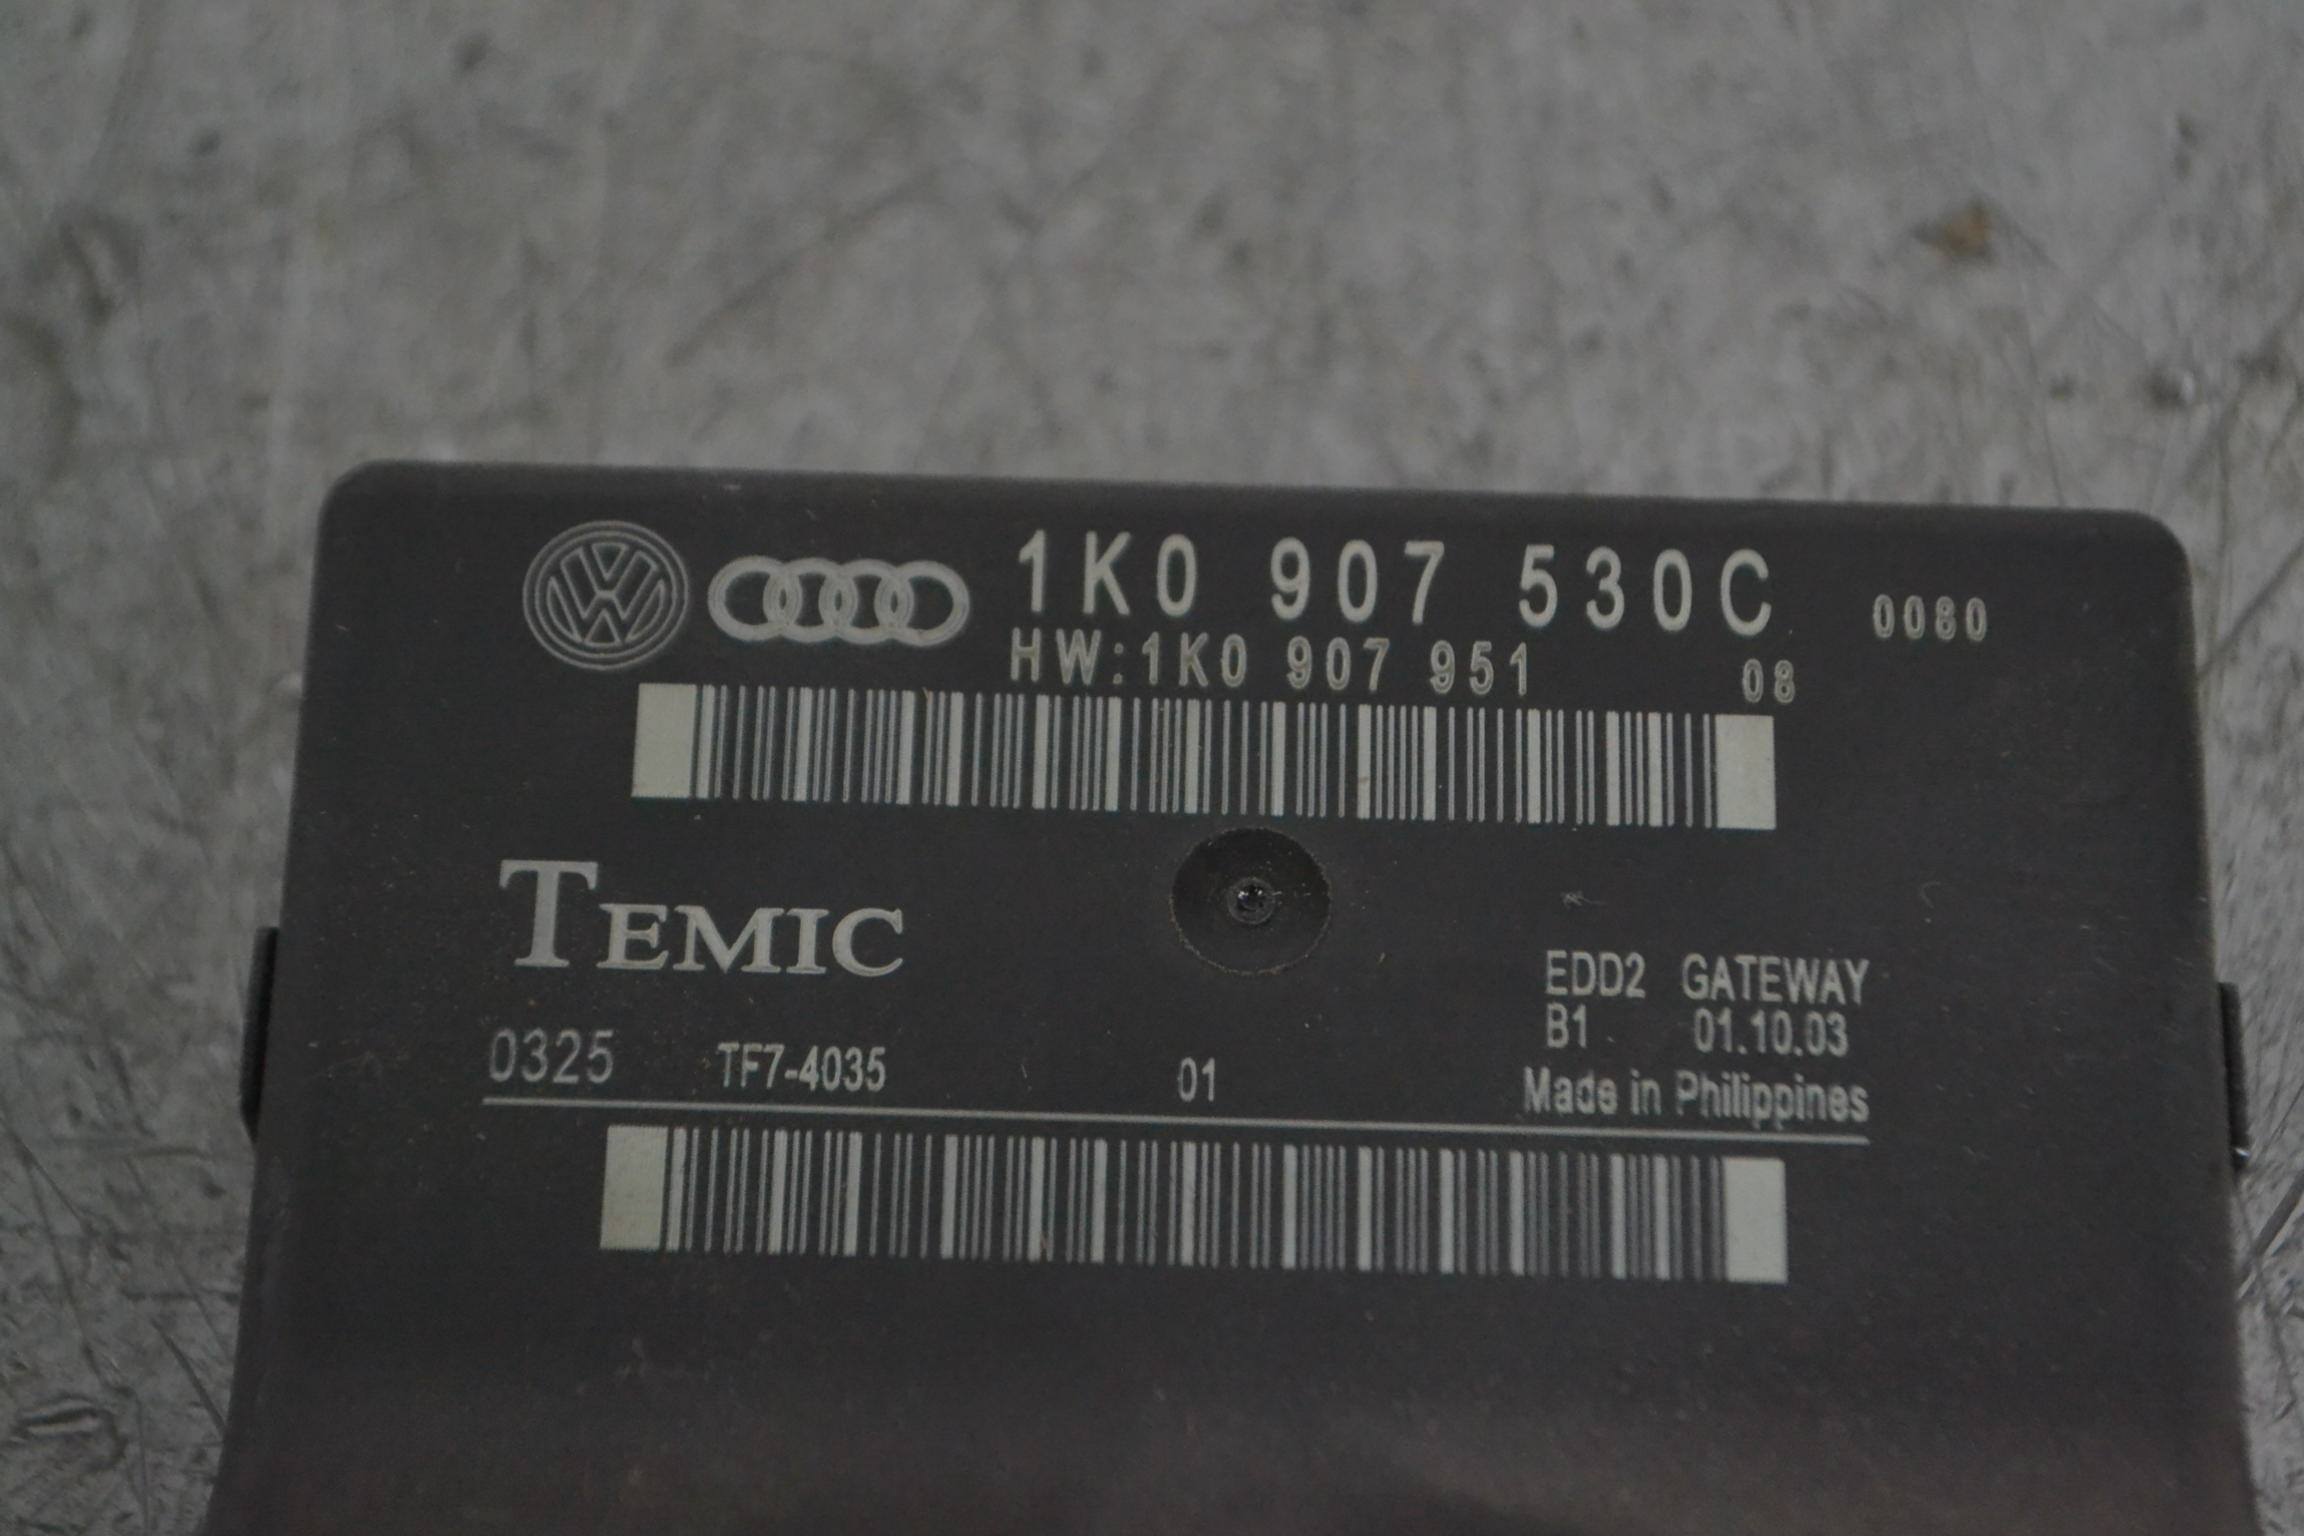 1K0 907 530C 0080
HW:1K0 907 951 08
TEMIC
EDD2 GATEWAY
B1 01.10.03
0325 TF7-4035 01 Made in Philippines